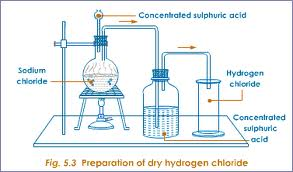 Concentrated sulphuric acid
Sodium
chloride
Hydrogen
chloride
Concentrated
sulphuric
acid
Fig. 5.3 Preparation of dry hydrogen chloride